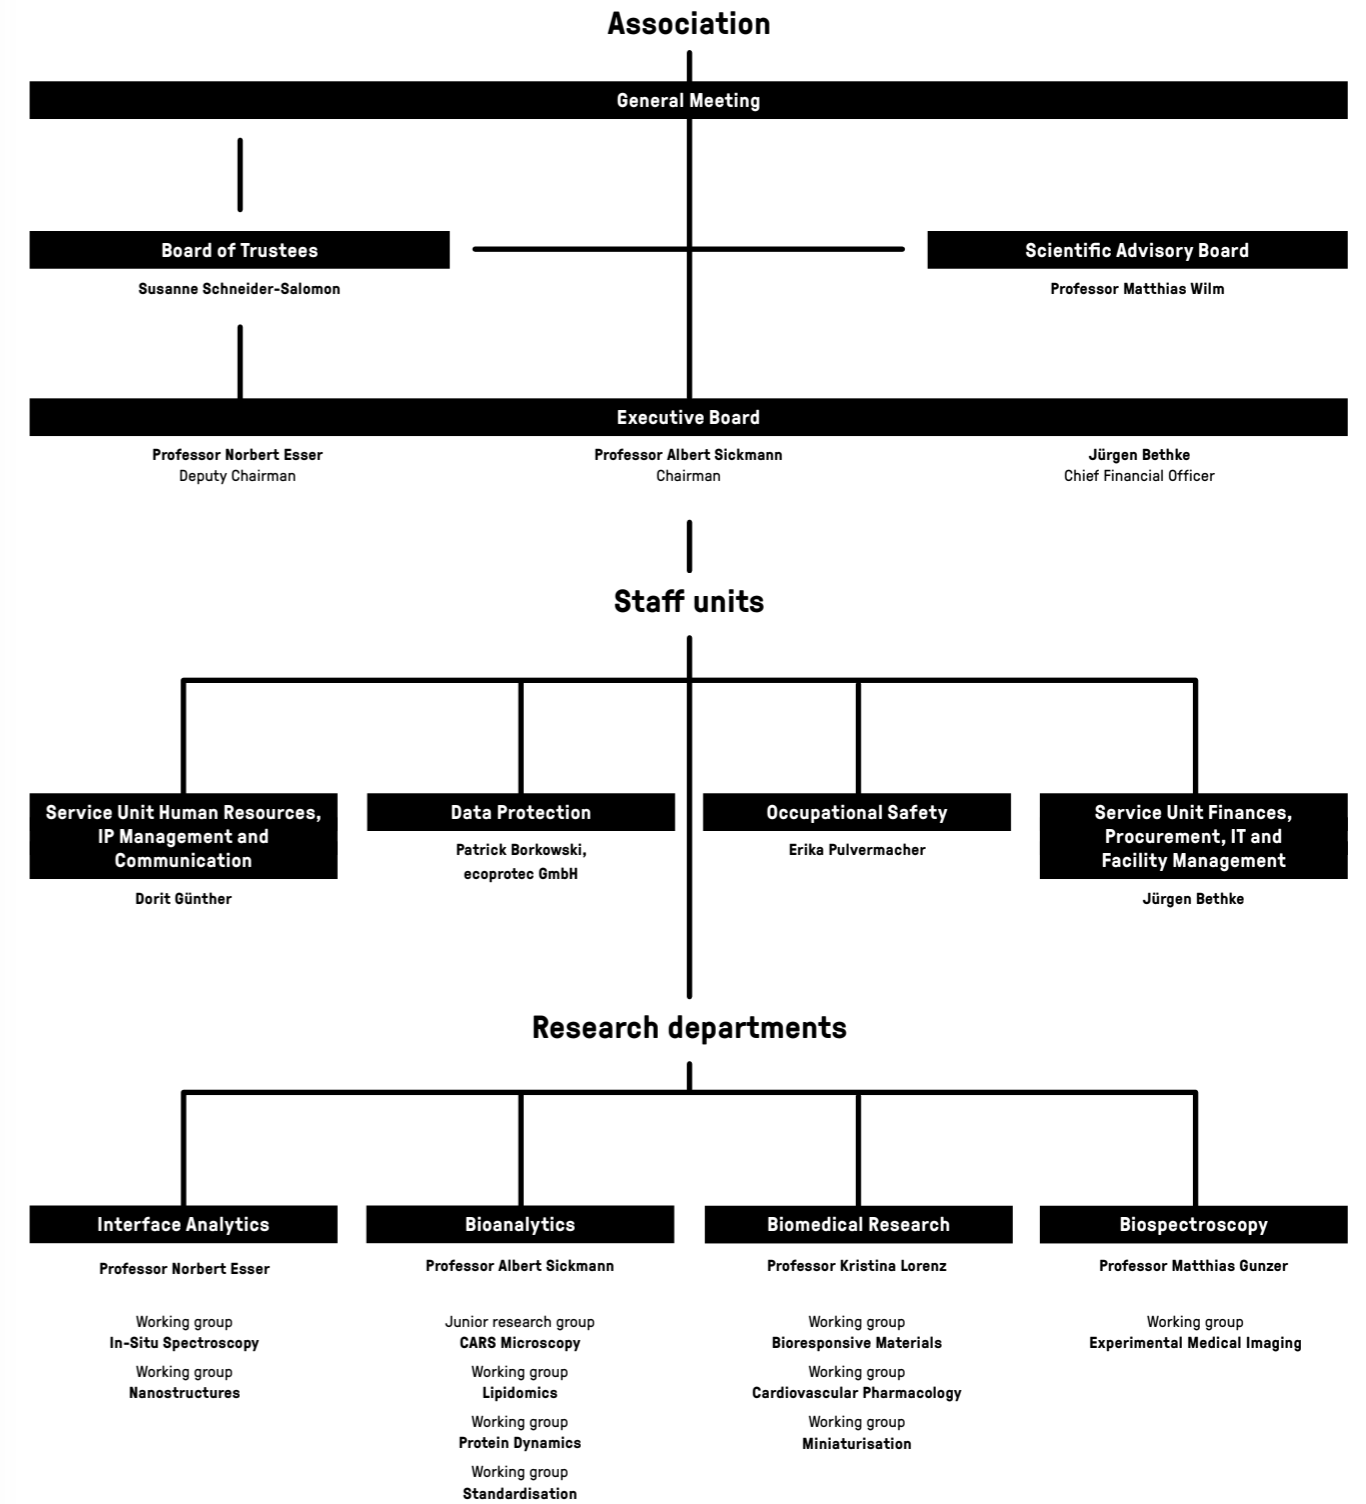 Association
General Meeting
Board of Trustees
Susanne Schneider-Salomon
Scientific Advisory Board
Professor Matthias Wilm
Executive Board
Professor Norbert Esser
Deputy Chairman
Professor Albert Sickmann
Chairman
Jürgen Bethke
Chief Financial Officer
Staff units
Service Unit Human Resources,
IP Management and
Communication
Dorit Günther
Data Protection
Patrick Borkowski,
ecoprotec GmbH
Occupational Safety
Erika Pulvermacher
Service Unit Finances,
Procurement, IT and
Facility Management
Jürgen Bethke
Research departments
Interface Analytics
Professor Norbert Esser
Working group
In-Situ Spectroscopy
Working group
Nanostructures
Bioanalytics
Professor Albert Sickmann
Junior research group
CARS Microscopy
Working group
Lipidomics
Working group
Protein Dynamics
Working group
Standardisation
Biomedical Research
Professor Kristina Lorenz
Working group
Bioresponsive Materials
Working group
Cardiovascular Pharmacology
Working group
Miniaturisation
Biospectroscopy
Professor Matthias Gunzer
Working group
Experimental Medical Imaging